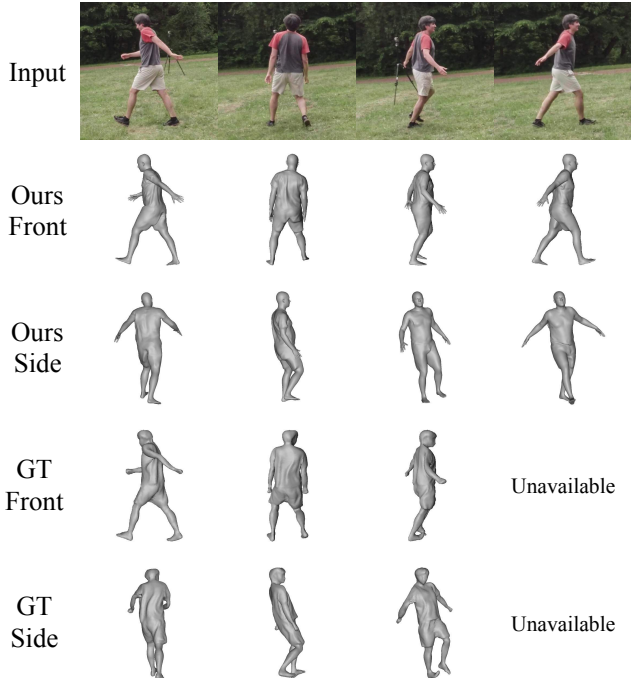 Input
Ours
Front
Ours
Side
GT
Front
Unavailable
GT
Side
Unavailable